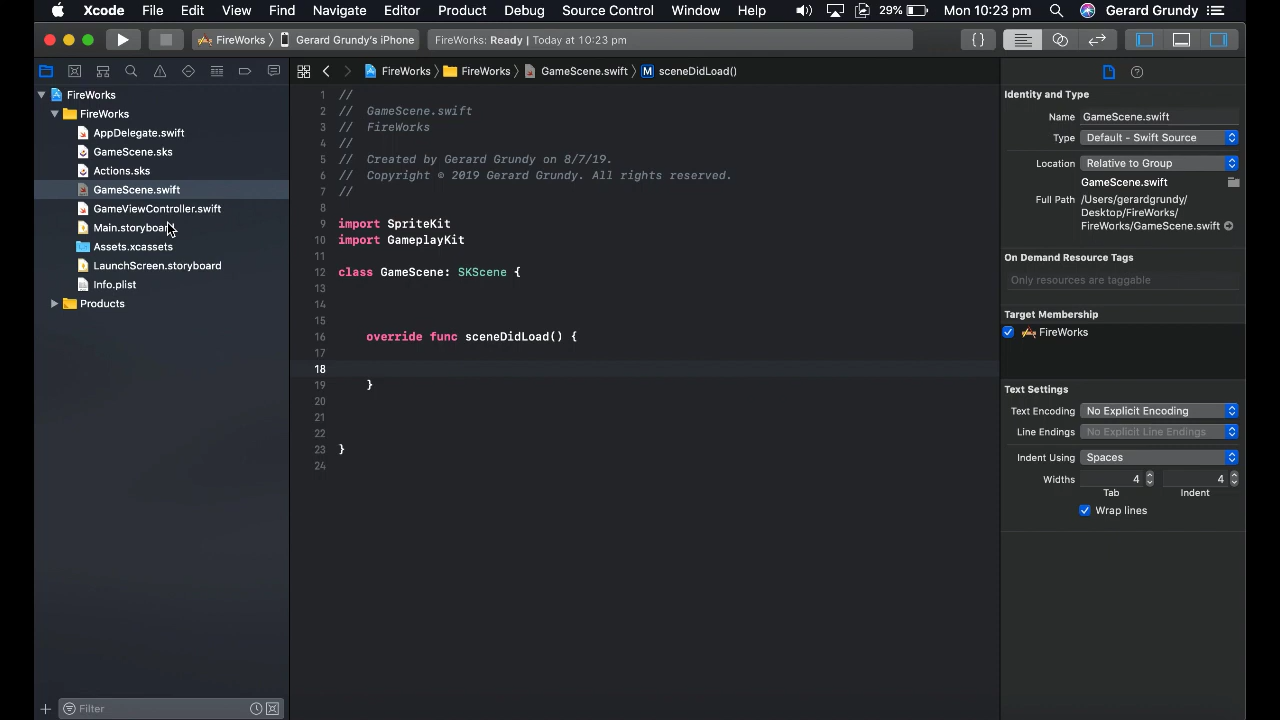 Xcode File Edit View Find Navigate Editor Product Debug Source Control Window Help 29% Mon 10:23 pm Gerard Grundy
FireWorks 〉 Gerard Grundy's iPhone FireWorks: Ready | Today at 10:23 pm
FireWorks 〉 FireWorks 〉 GameScene.swift 〉 M sceneDidLoad()
FireWorks
FireWorks
AppDelegate.swift
GameScene.sks
Actions.sks
GameScene.swift
GameViewController.swift
Main.storyboard
Assets.xcassets
LaunchScreen.storyboard
Info.plist
Products
Filter
1 //
2 // GameScene.swift
3 // FireWorks
4 //
5 // Created by Gerard Grundy on 8/7/19.
6 // Copyright © 2019 Gerard Grundy. All rights reserved.
7 //
8
9 import SpriteKit
10 import GameplayKit
11
12 class GameScene: SKScene {
13
14
15
16 override func sceneDidLoad() {
17
18
19 }
20
21
22
23 }
24
Identity and Type
Name GameScene.swift
Type Default - Swift Source
Location Relative to Group
GameScene.swift
Full Path /Users/gerardgrundy/
Desktop/FireWorks/
FireWorks/GameScene.swift
On Demand Resource Tags
Only resources are taggable
Target Membership
FireWorks
Text Settings
Text Encoding No Explicit Encoding
Line Endings No Explicit Line Endings
Indent Using Spaces
Widths 4 4
Tab Indent
Wrap lines